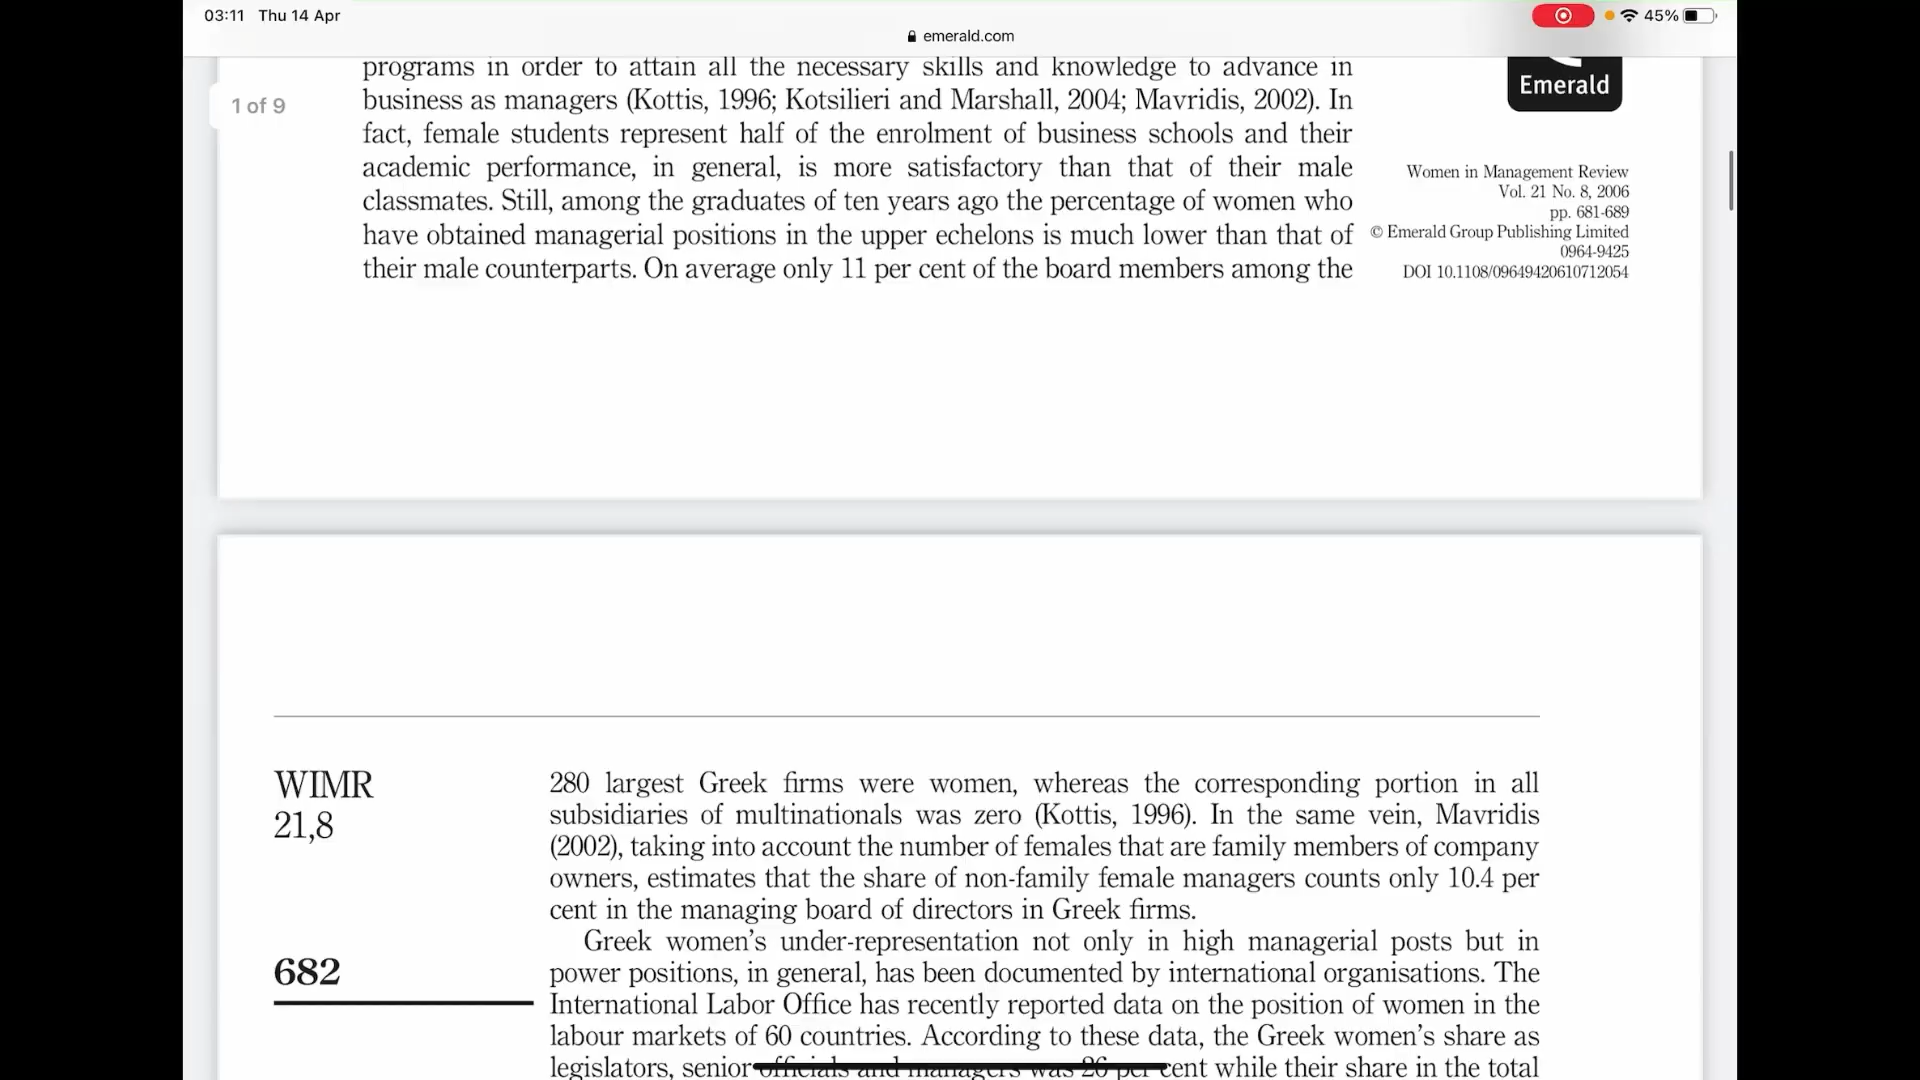 03:11 Thu 14 Apr
45%
emerald.com
1 of 9
programs in order to attain all the necessary skills and knowledge to advance in
business as managers (Kottis, 1996; Kotsilieri and Marshall, 2004; Mavridis, 2002). In
fact, female students represent half of the enrolment of business schools and their
academic performance, in general, is more satisfactory than that of their male
classmates. Still, among the graduates of ten years ago the percentage of women who
have obtained managerial positions in the upper echelons is much lower than that of
their male counterparts. On average only 11 per cent of the board members among the
Emerald
Women in Management Review
Vol. 21 No. 8, 2006
pp. 681-689
© Emerald Group Publishing Limited
0964-9425
DOI 10.1108/09649420610712054
WIMR
21,8
682
280 largest Greek firms were women, whereas the corresponding portion in all
subsidiaries of multinationals was zero (Kottis, 1996). In the same vein, Mavridis
(2002), taking into account the number of females that are family members of company
owners, estimates that the share of non-family female managers counts only 10.4 per
cent in the managing board of directors in Greek firms.
Greek women's under-representation not only in high managerial posts but in
power positions, in general, has been documented by international organisations. The
International Labor Office has recently reported data on the position of women in the
labour markets of 60 countries. According to these data, the Greek women's share as
legislators, senior officials and managers was 26 per cent while their share in the total